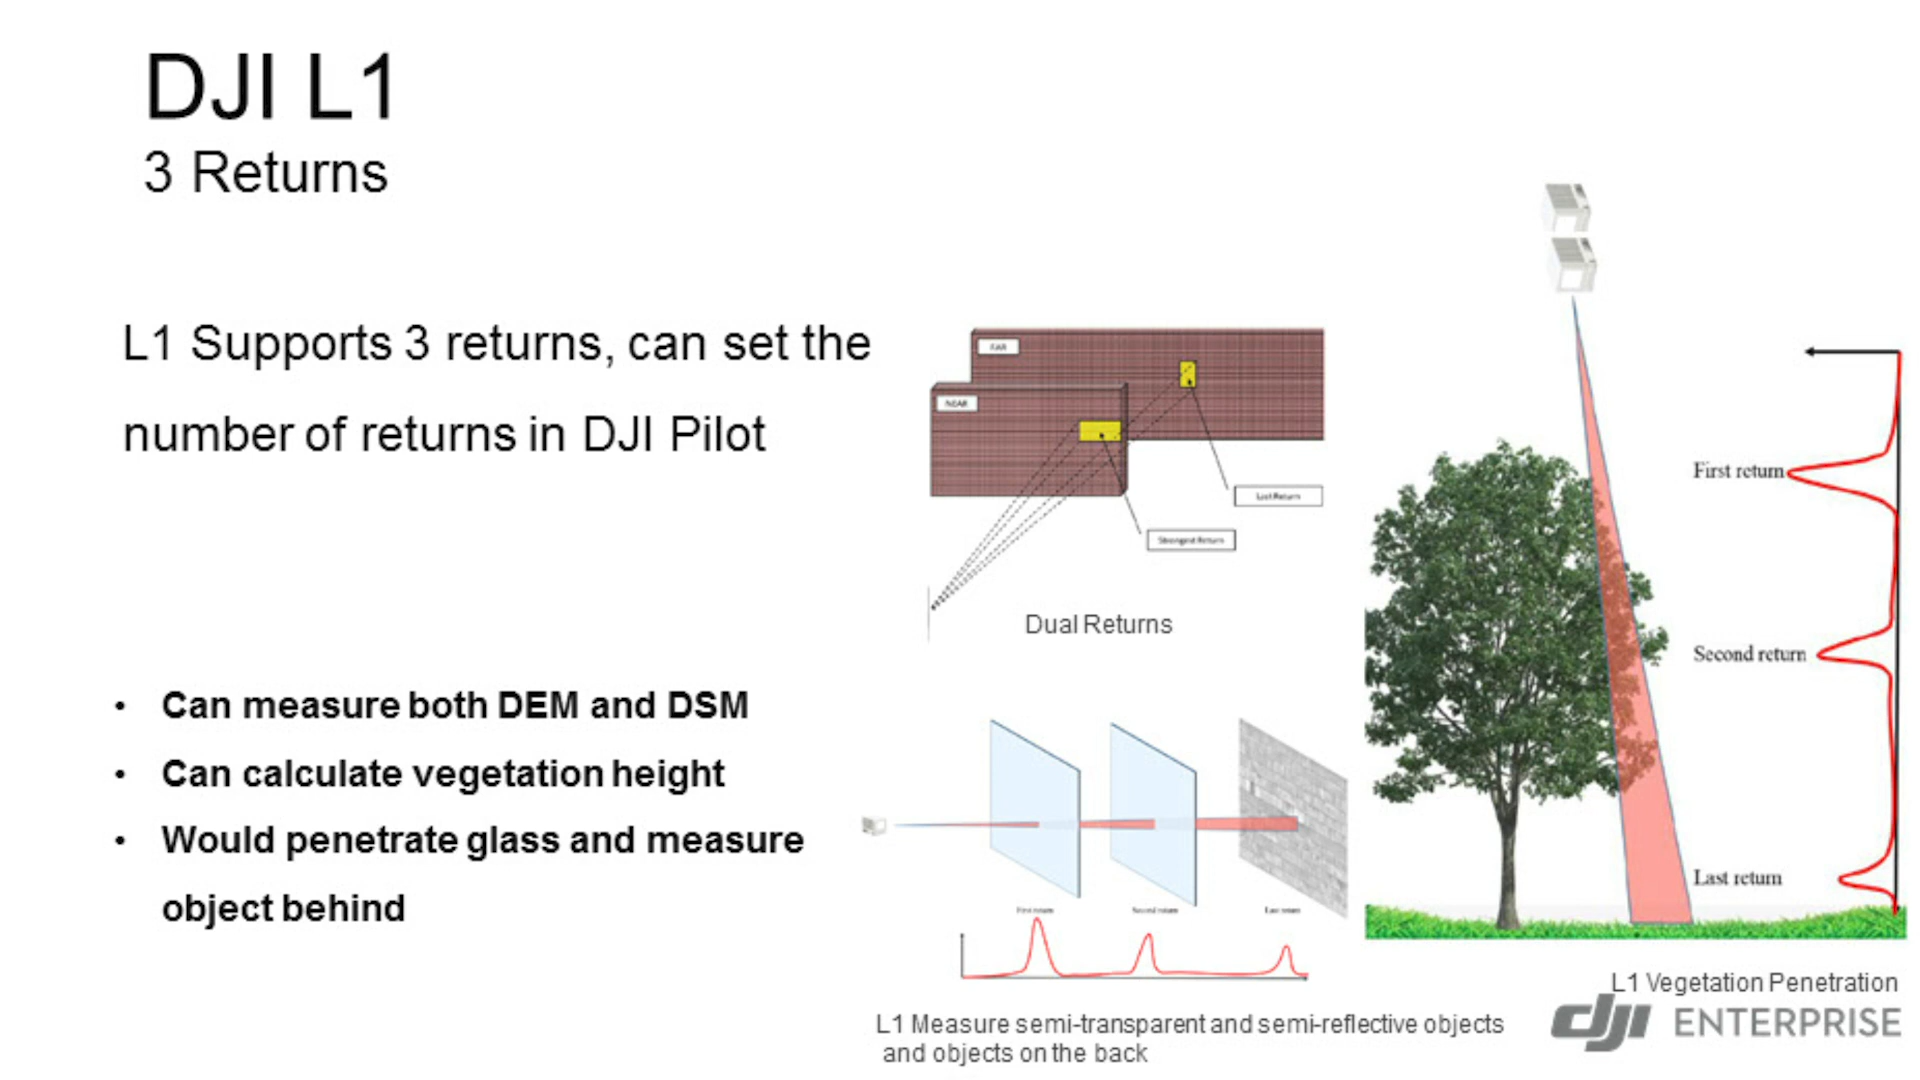 DJI L1
3 Returns
L1 Supports 3 returns, can set the
number of returns in DJI Pilot
• Can measure both DEM and DSM
• Can calculate vegetation height
• Would penetrate glass and measure
object behind
FAR
NEAR
Last Return
Strongest Return
Dual Returns
First return
Second return
Last return
L1 Measure semi-transparent and semi-reflective objects
and objects on the back
First return
Second return
Last return
L1 Vegetation Penetration
dji ENTERPRISE